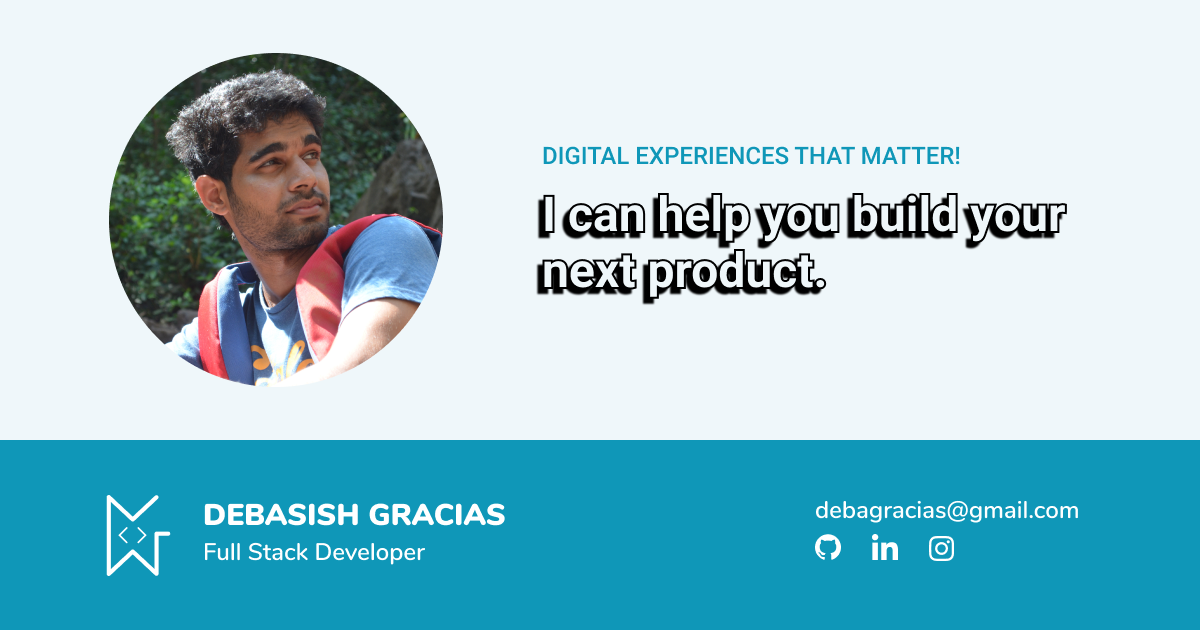 DIGITAL EXPERIENCES THAT MATTER!
I can help you build your
next product.
DEBASISH GRACIAS
Full Stack Developer
debagracias@gmail.com
in